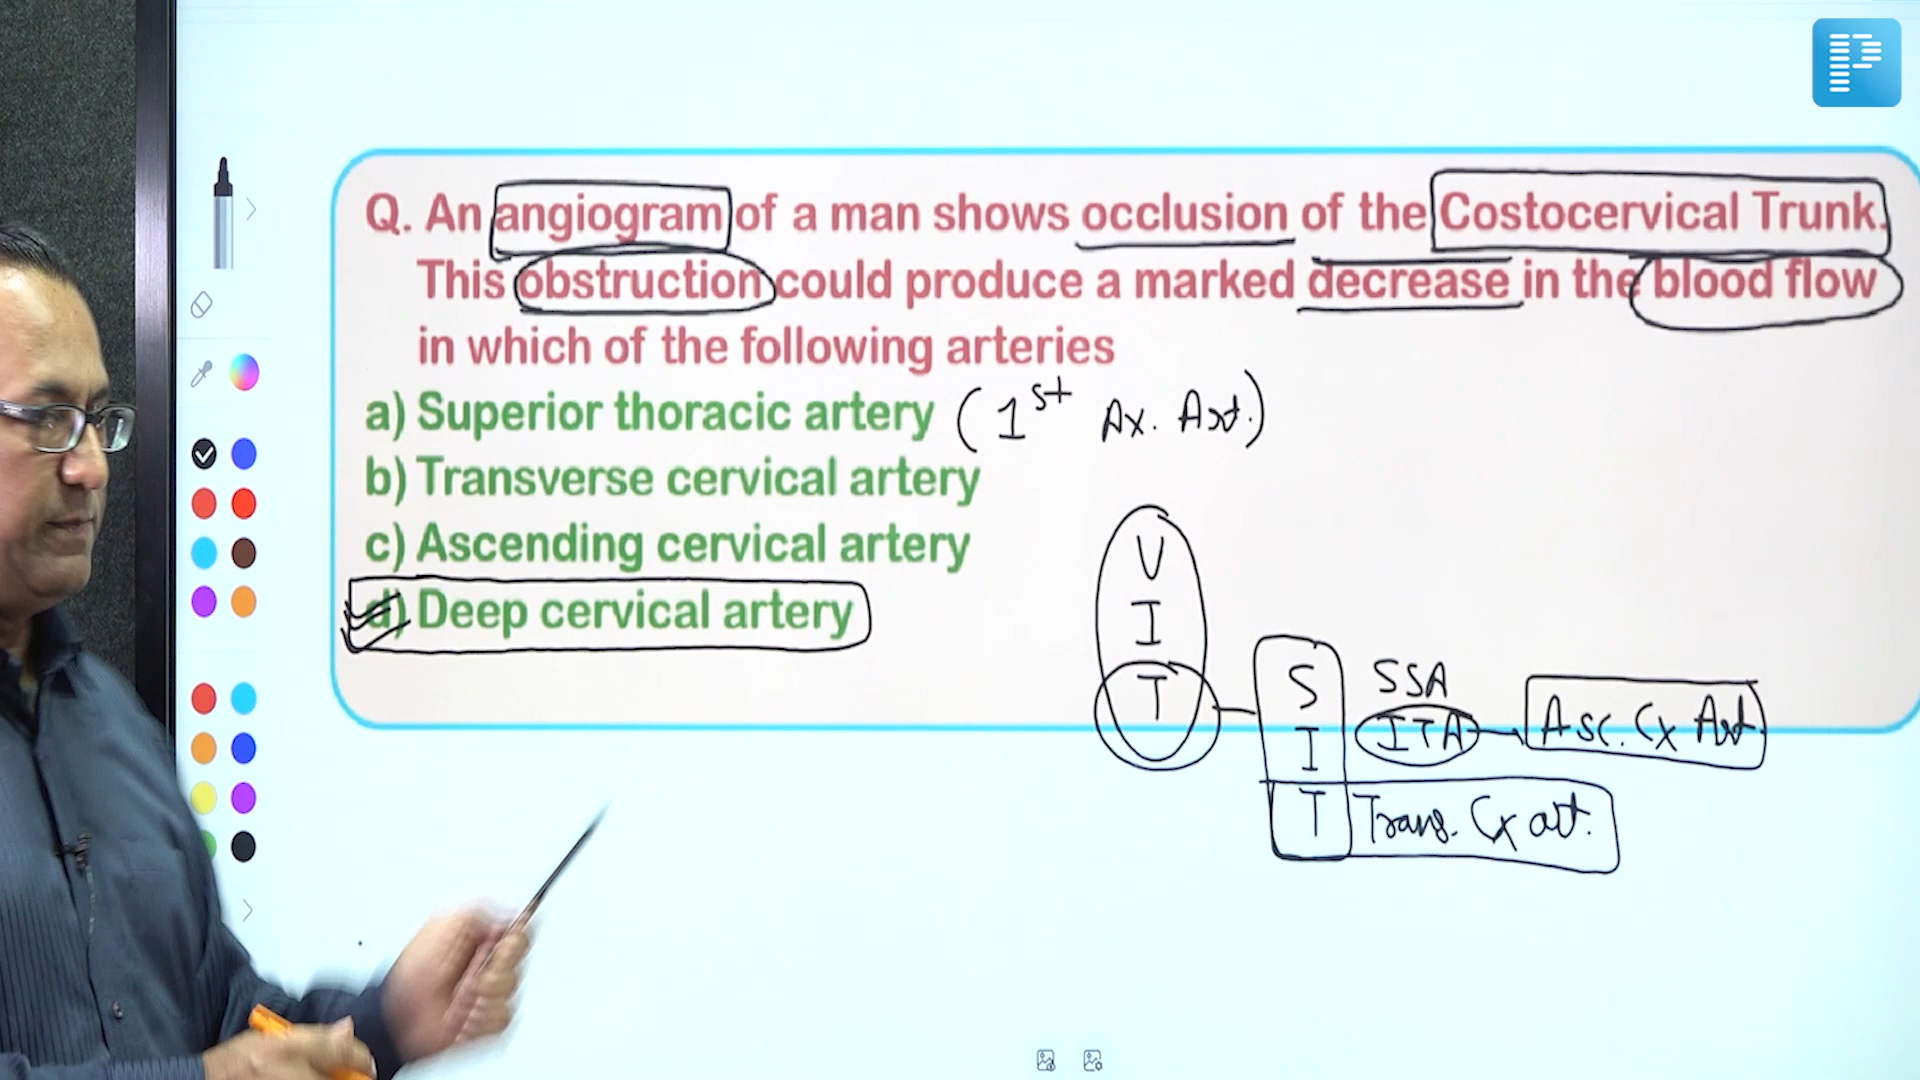 Q. An angiogram of a man shows occlusion of the Costocervical Trunk.
This obstruction could produce a marked decrease in the blood flow
in which of the following arteries
a) Superior thoracic artery (1st Ax. Art.)
b) Transverse cervical artery
c) Ascending cervical artery
d) Deep cervical artery
V
I
T
S SSA
I ITA Asc. Cx Art
T Trans. Cx art.